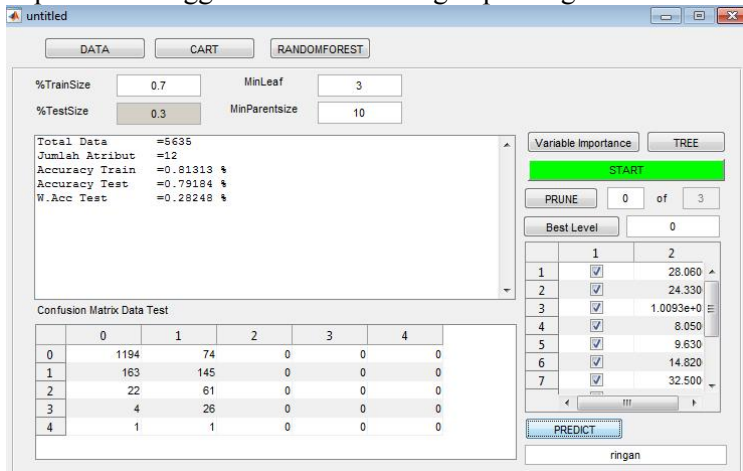 untitled
DATA CART RANDOMFOREST
%TrainSize 0.7 MinLeaf 3
%TestSize 0.3 MinParentsize 10
Total Data =5635
Jumlah Atribut =12
Accuracy Train =0.81313 %
Accuracy Test =0.79184 %
W.Acc Test =0.28248 %
Variable Importance TREE
START
PRUNE 0 of 3
Best Level 0
1 2
1 28.060
2 24.330
3 1.0093e+0
4 8.050
5 9.630
6 14.820
7 32.500
Confusion Matrix Data Test
0 1 2 3 4
0 1194 74 0 0 0
1 163 145 0 0 0
2 22 61 0 0 0
3 4 26 0 0 0
4 1 1 0 0 0
PREDICT
ringan